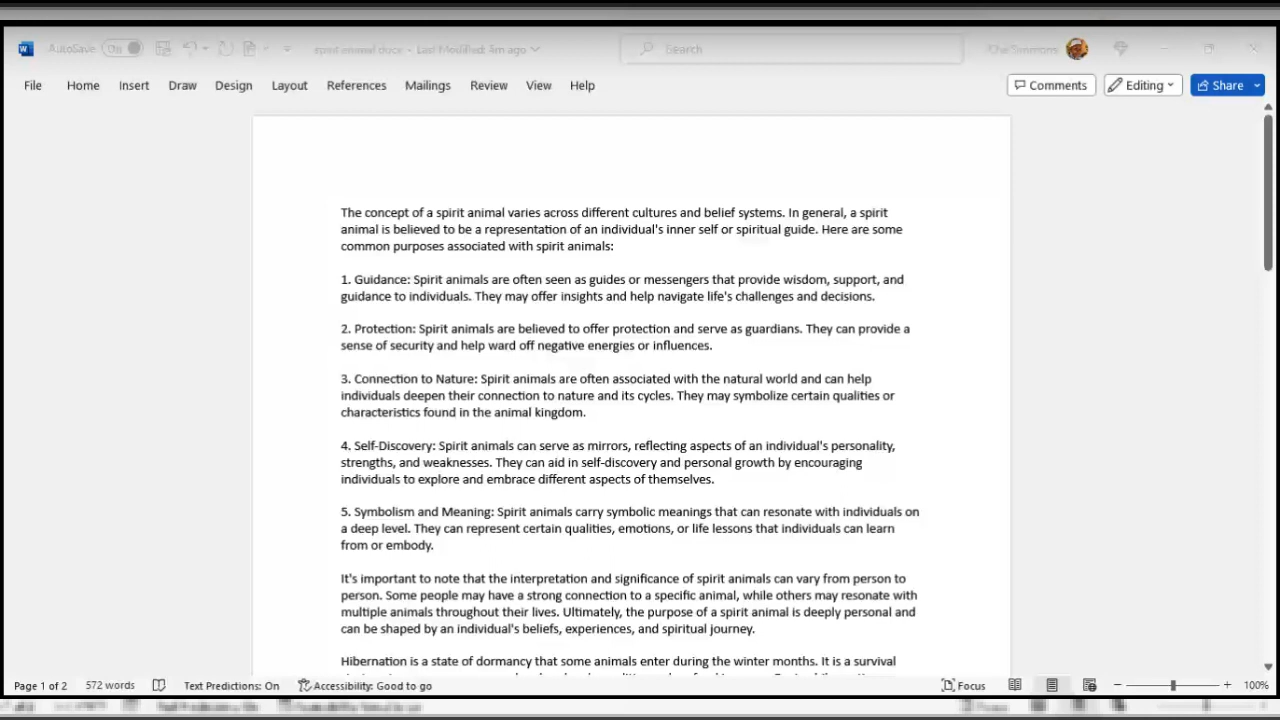 AutoSave On spirit animal docx • Last Modified: 4m ago Search Che Simmons
File Home Insert Draw Design Layout References Mailings Review View Help Comments Editing Share
The concept of a spirit animal varies across different cultures and belief systems. In general, a spirit
animal is believed to be a representation of an individual's inner self or spiritual guide. Here are some
common purposes associated with spirit animals:
1. Guidance: Spirit animals are often seen as guides or messengers that provide wisdom, support, and
guidance to individuals. They may offer insights and help navigate life's challenges and decisions.
2. Protection: Spirit animals are believed to offer protection and serve as guardians. They can provide a
sense of security and help ward off negative energies or influences.
3. Connection to Nature: Spirit animals are often associated with the natural world and can help
individuals deepen their connection to nature and its cycles. They may symbolize certain qualities or
characteristics found in the animal kingdom.
4. Self-Discovery: Spirit animals can serve as mirrors, reflecting aspects of an individual's personality,
strengths, and weaknesses. They can aid in self-discovery and personal growth by encouraging
individuals to explore and embrace different aspects of themselves.
5. Symbolism and Meaning: Spirit animals carry symbolic meanings that can resonate with individuals on
a deep level. They can represent certain qualities, emotions, or life lessons that individuals can learn
from or embody.
It's important to note that the interpretation and significance of spirit animals can vary from person to
person. Some people may have a strong connection to a specific animal, while others may resonate with
multiple animals throughout their lives. Ultimately, the purpose of a spirit animal is deeply personal and
can be shaped by an individual's beliefs, experiences, and spiritual journey.
Hibernation is a state of dormancy that some animals enter during the winter months. It is a survival
Page 1 of 2 572 words Text Predictions: On Accessibility: Good to go Focus 100%